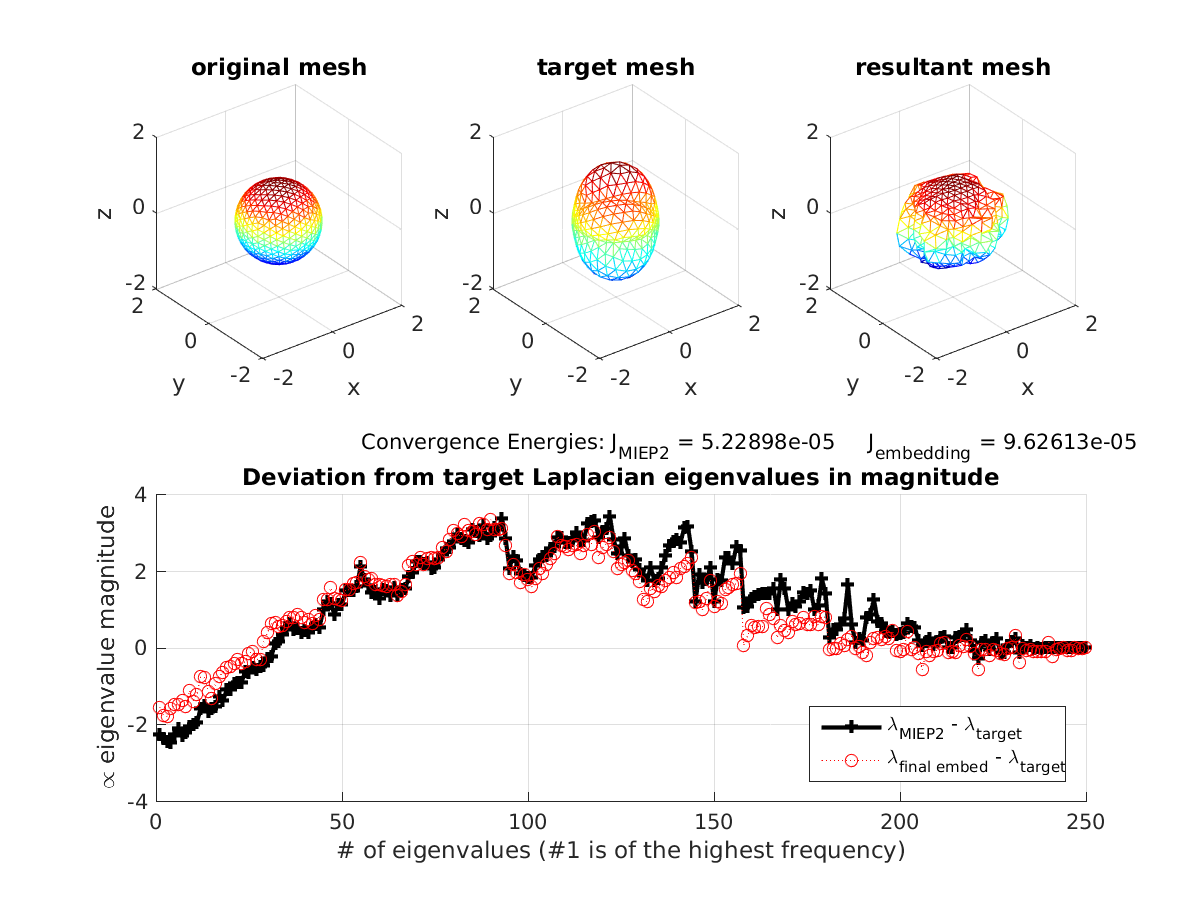 original mesh
target mesh
resultant mesh
2
0
-2
z
2
0
-2
y
-2
0
2
x
2
0
-2
z
2
0
-2
y
-2
0
2
x
2
0
-2
z
2
0
-2
y
-2
0
2
x
Convergence Energies: J_MIEP2 = 5.22898e-05 J_embedding = 9.62613e-05
Deviation from target Laplacian eigenvalues in magnitude
4
2
0
-2
-4
∝ eigenvalue magnitude
λ_MIEP2 - λ_target
λ_final embed - λ_target
0 50 100 150 200 250
# of eigenvalues (#1 is of the highest frequency)